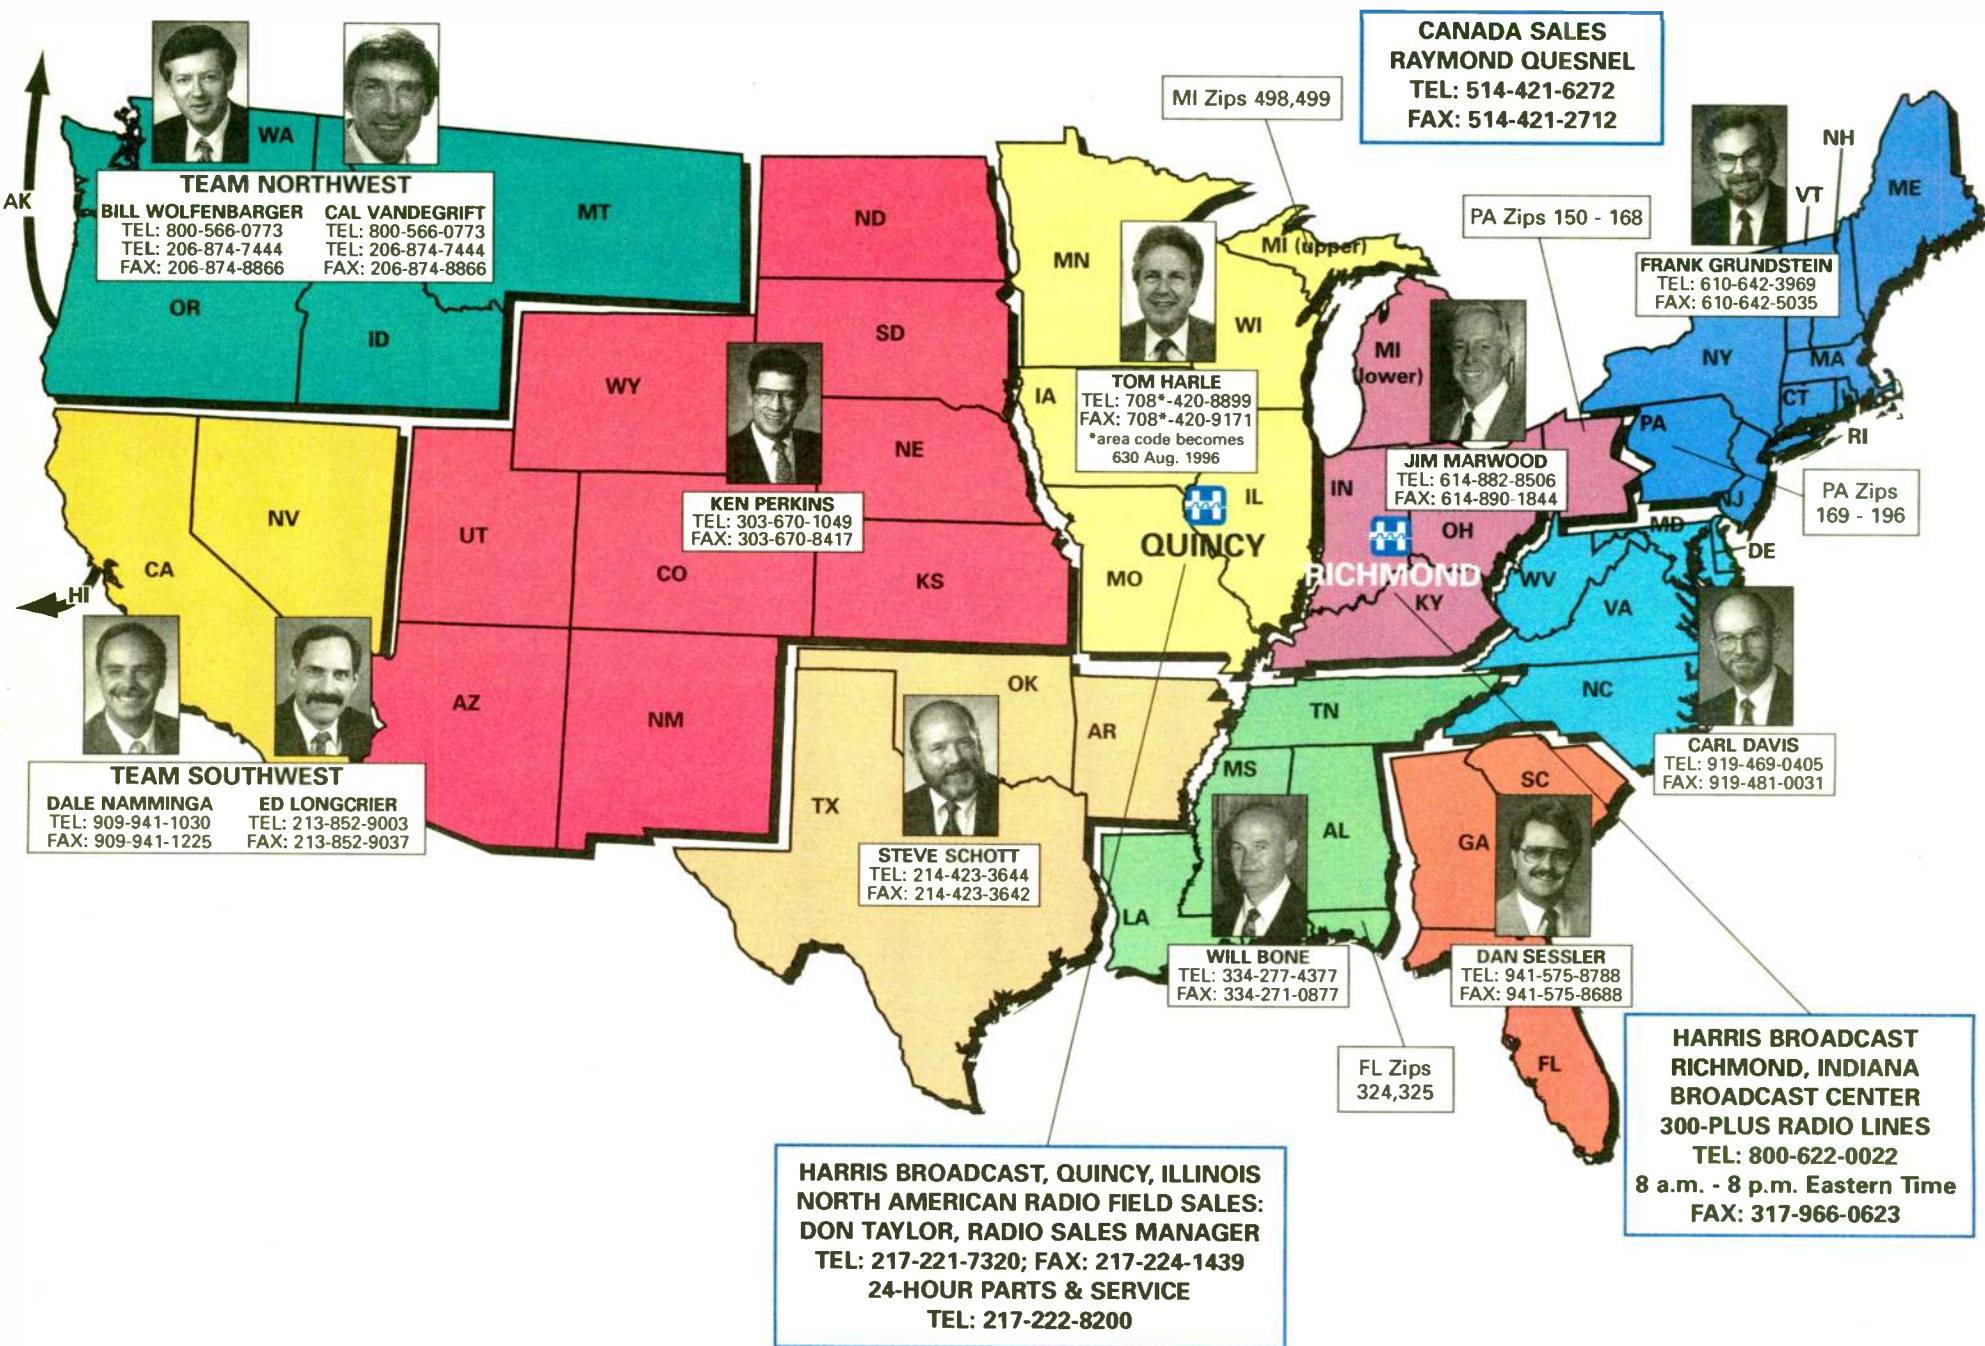 CANADA SALES
RAYMOND QUESNEL
TEL: 514-421-6272
FAX: 514-421-2712
MI Zips 498,499
PA Zips 150 - 168
NH
VT
ME
AK
WA
MT
TEAM NORTHWEST
BILL WOLFENBARGER
TEL: 800-566-0773
TEL: 206-874-7444
FAX: 206-874-8866
CAL VANDEGRIFT
TEL: 800-566-0773
TEL: 206-874-7444
FAX: 206-874-8866
OR
ID
ND
SD
WY
NE
KEN PERKINS
TEL: 303-670-1049
FAX: 303-670-8417
UT
CO
KS
AZ
NM
MN
MI (upper)
WI
IA
TOM HARLE
TEL: 708*-420-8899
FAX: 708*-420-9171
*area code becomes
630 Aug. 1996
IL
QUINCY
MO
MI
(lower)
JIM MARWOOD
TEL: 614-882-8506
FAX: 614-890-1844
IN
OH
RICHMOND
KY
FRANK GRUNDSTEIN
TEL: 610-642-3969
FAX: 610-642-5035
NY
MA
CT
RI
PA
NJ
PA Zips
169 - 196
MD
DE
WV
VA
NC
CARL DAVIS
TEL: 919-469-0405
FAX: 919-481-0031
NV
CA
HI
TEAM SOUTHWEST
DALE NAMMINGA
TEL: 909-941-1030
FAX: 909-941-1225
ED LONGCRIER
TEL: 213-852-9003
FAX: 213-852-9037
OK
AR
TX
STEVE SCHOTT
TEL: 214-423-3644
FAX: 214-423-3642
TN
MS
AL
LA
WILL BONE
TEL: 334-277-4377
FAX: 334-271-0877
SC
GA
DAN SESSLER
TEL: 941-575-8788
FAX: 941-575-8688
FL
FL Zips
324,325
HARRIS BROADCAST
RICHMOND, INDIANA
BROADCAST CENTER
300-PLUS RADIO LINES
TEL: 800-622-0022
8 a.m. - 8 p.m. Eastern Time
FAX: 317-966-0623
HARRIS BROADCAST, QUINCY, ILLINOIS
NORTH AMERICAN RADIO FIELD SALES:
DON TAYLOR, RADIO SALES MANAGER
TEL: 217-221-7320; FAX: 217-224-1439
24-HOUR PARTS & SERVICE
TEL: 217-222-8200